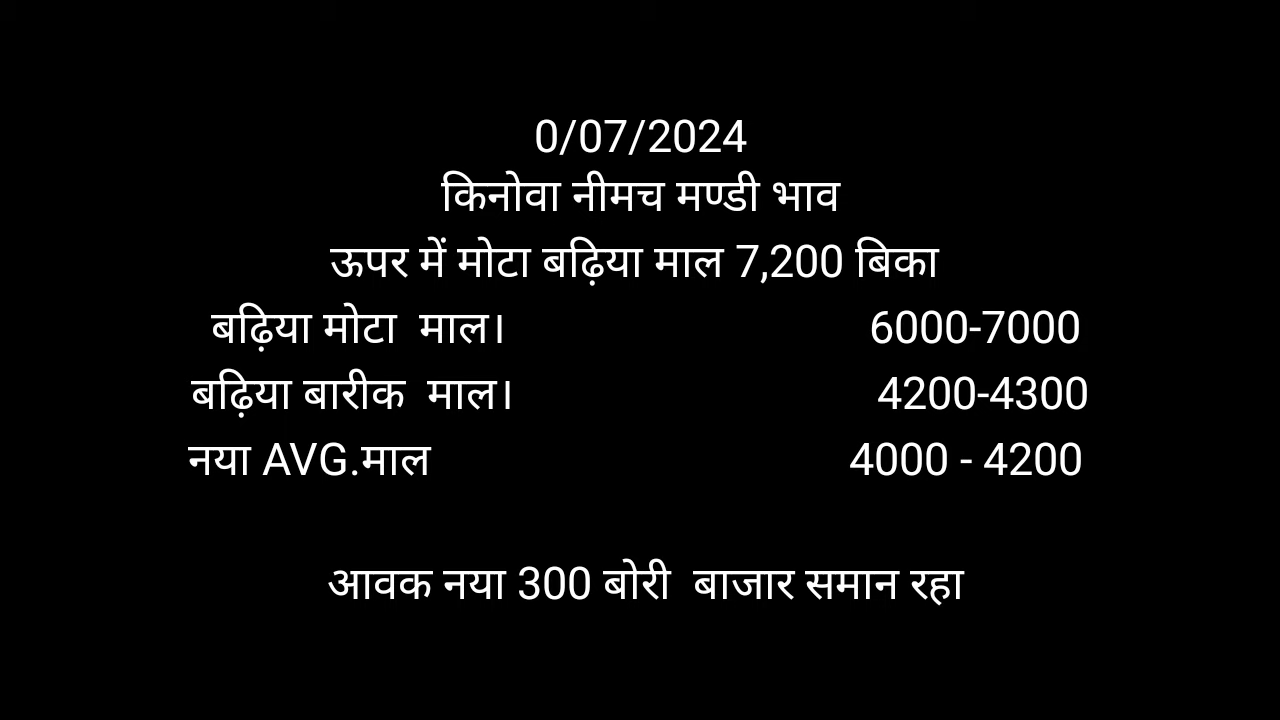 0/07/2024
किनोवा नीमच मण्डी भाव
ऊपर में मोटा बढ़िया माल 7,200 बिका
बढ़िया मोटा माल। 6000-7000
बढ़िया बारीक माल। 4200-4300
नया AVG.माल 4000 - 4200
आवक नया 300 बोरी बाजार समान रहा